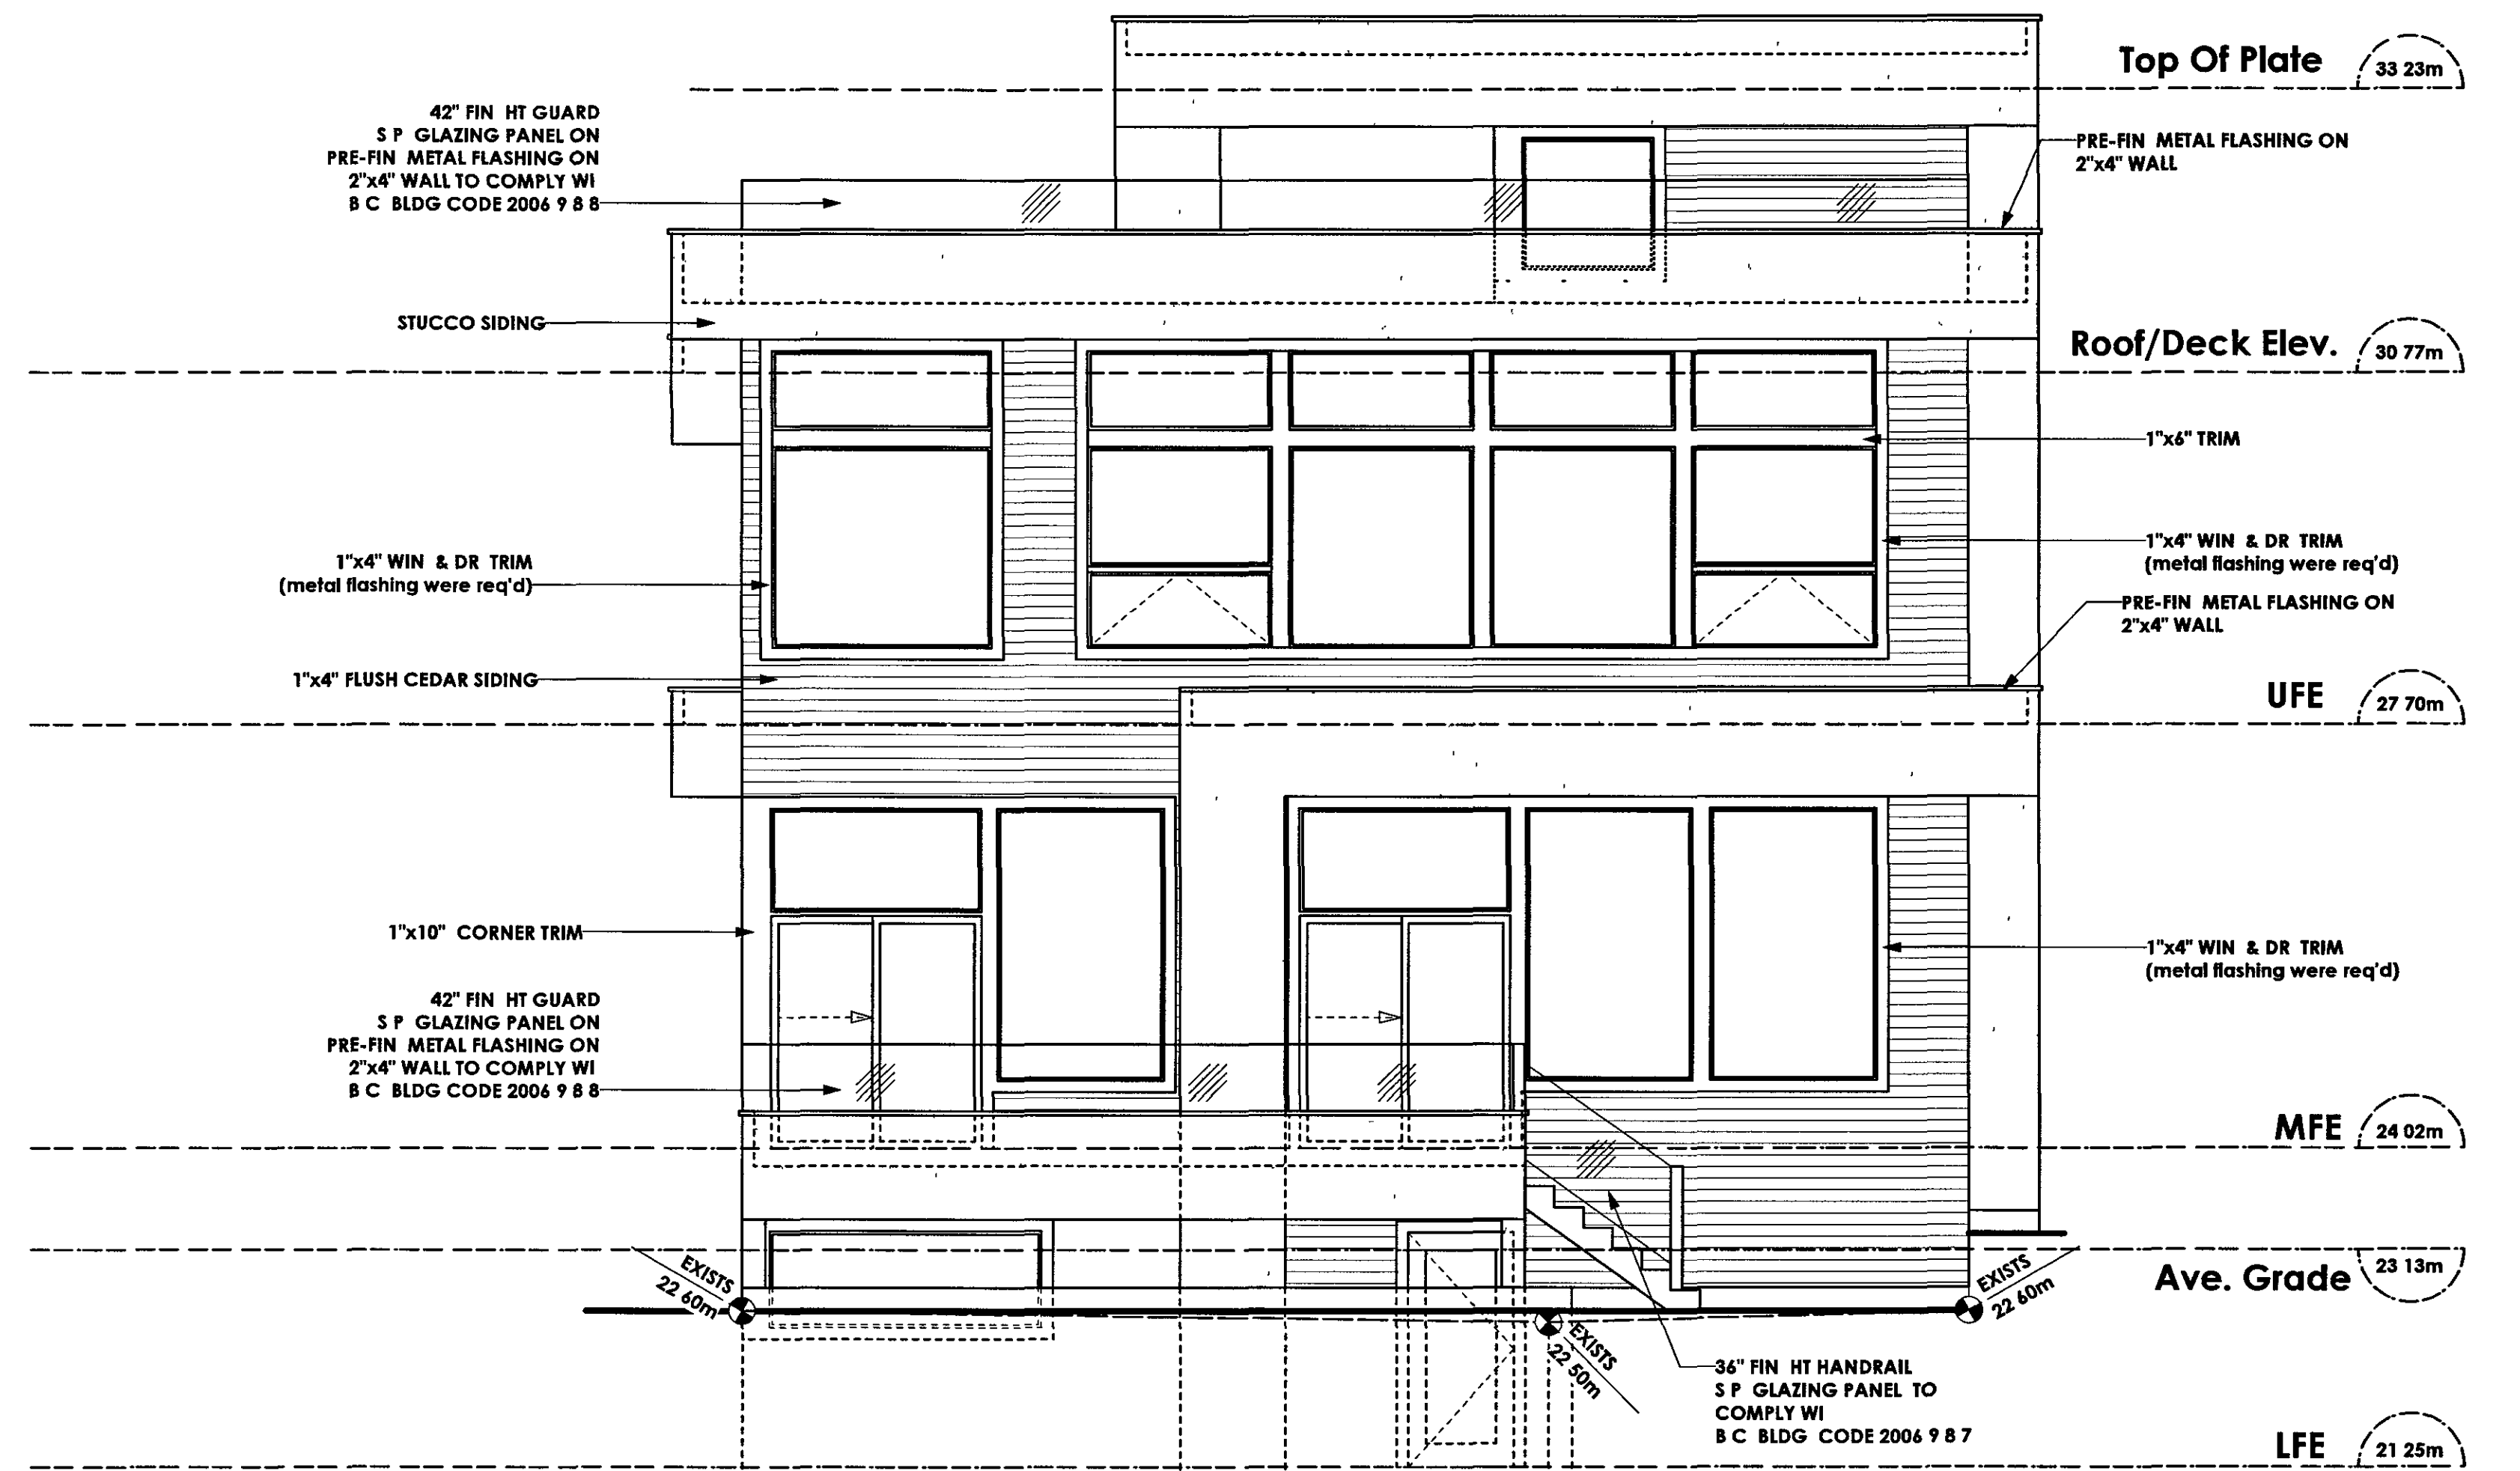 Top Of Plate
33 23m
42" FIN HT GUARD
S P GLAZING PANEL ON
PRE-FIN METAL FLASHING ON
2"x4" WALL TO COMPLY WI
B C BLDG CODE 2006 9 8 8
PRE-FIN METAL FLASHING ON
2"x4" WALL
STUCCO SIDING
Roof/Deck Elev.
30 77m
1"x6" TRIM
1"x4" WIN & DR TRIM
(metal flashing were req'd)
1"x4" WIN & DR TRIM
(metal flashing were req'd)
PRE-FIN METAL FLASHING ON
2"x4" WALL
1"x4" FLUSH CEDAR SIDING
UFE
27 70m
1"x10" CORNER TRIM
1"x4" WIN & DR TRIM
(metal flashing were req'd)
42" FIN HT GUARD
S P GLAZING PANEL ON
PRE-FIN METAL FLASHING ON
2"x4" WALL TO COMPLY WI
B C BLDG CODE 2006 9 8 8
MFE
24 02m
EXISTS
22 60m
EXISTS
22 60m
Ave. Grade
23 13m
EXISTS
22 50m
36" FIN HT HANDRAIL
S P GLAZING PANEL TO
COMPLY WI
B C BLDG CODE 2006 9 8 7
LFE
21 25m